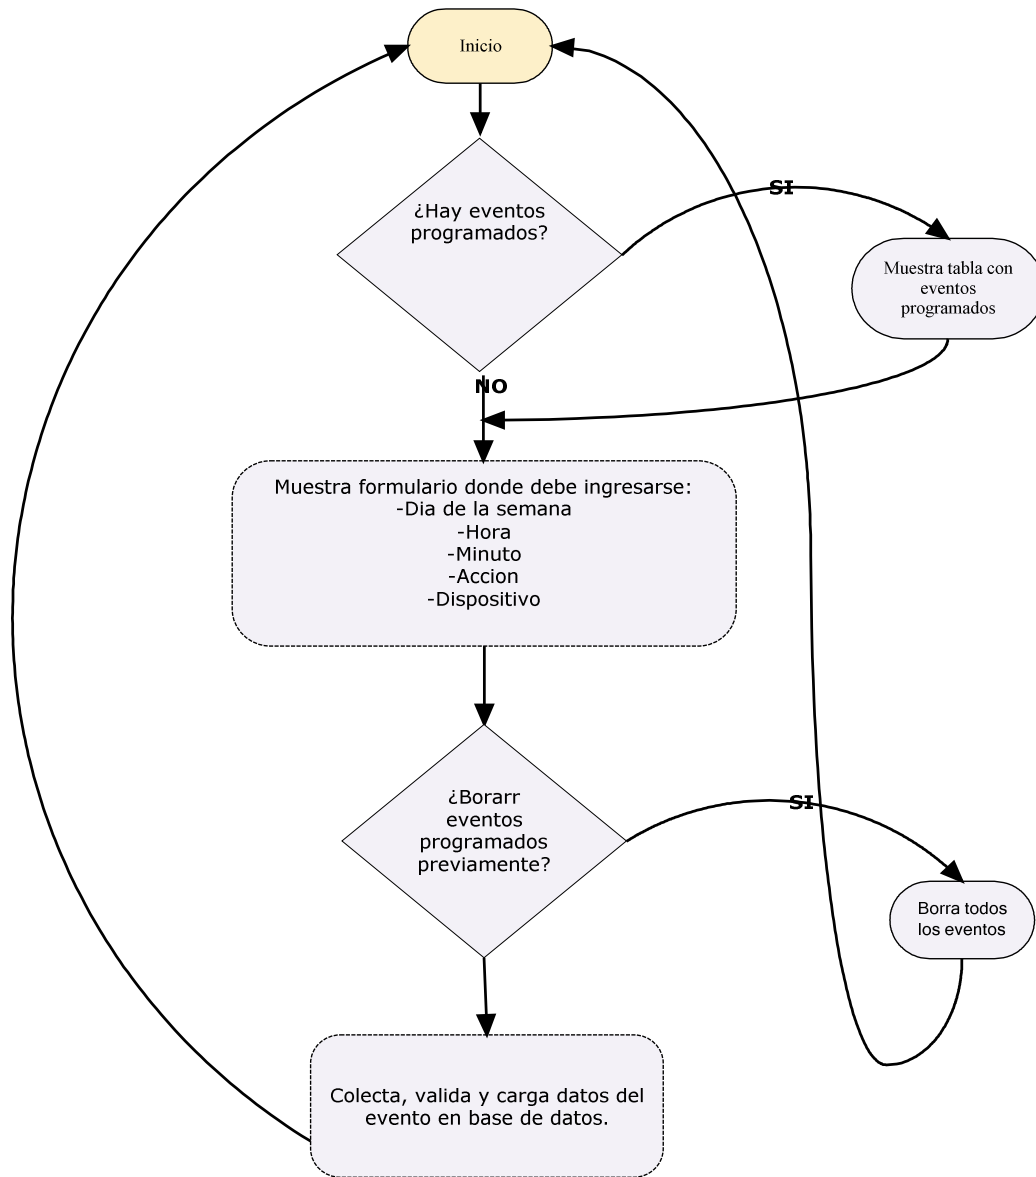 Inicio
¿Hay eventos
programados?
SI
Muestra tabla con
eventos
programados
NO
Muestra formulario donde debe ingresarse:
-Dia de la semana
-Hora
-Minuto
-Accion
-Dispositivo
¿Borarr
eventos
programados
previamente?
SI
Borra todos
los eventos
Colecta, valida y carga datos del
evento en base de datos.